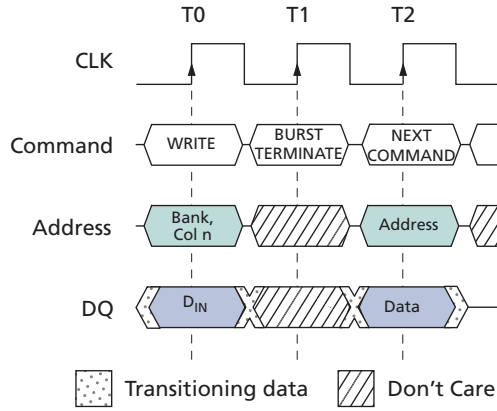 T0 T1 T2
CLK
Command WRITE BURST TERMINATE NEXT COMMAND
Address Bank, Col n Address
DQ DIN Data
Transitioning data Don't Care